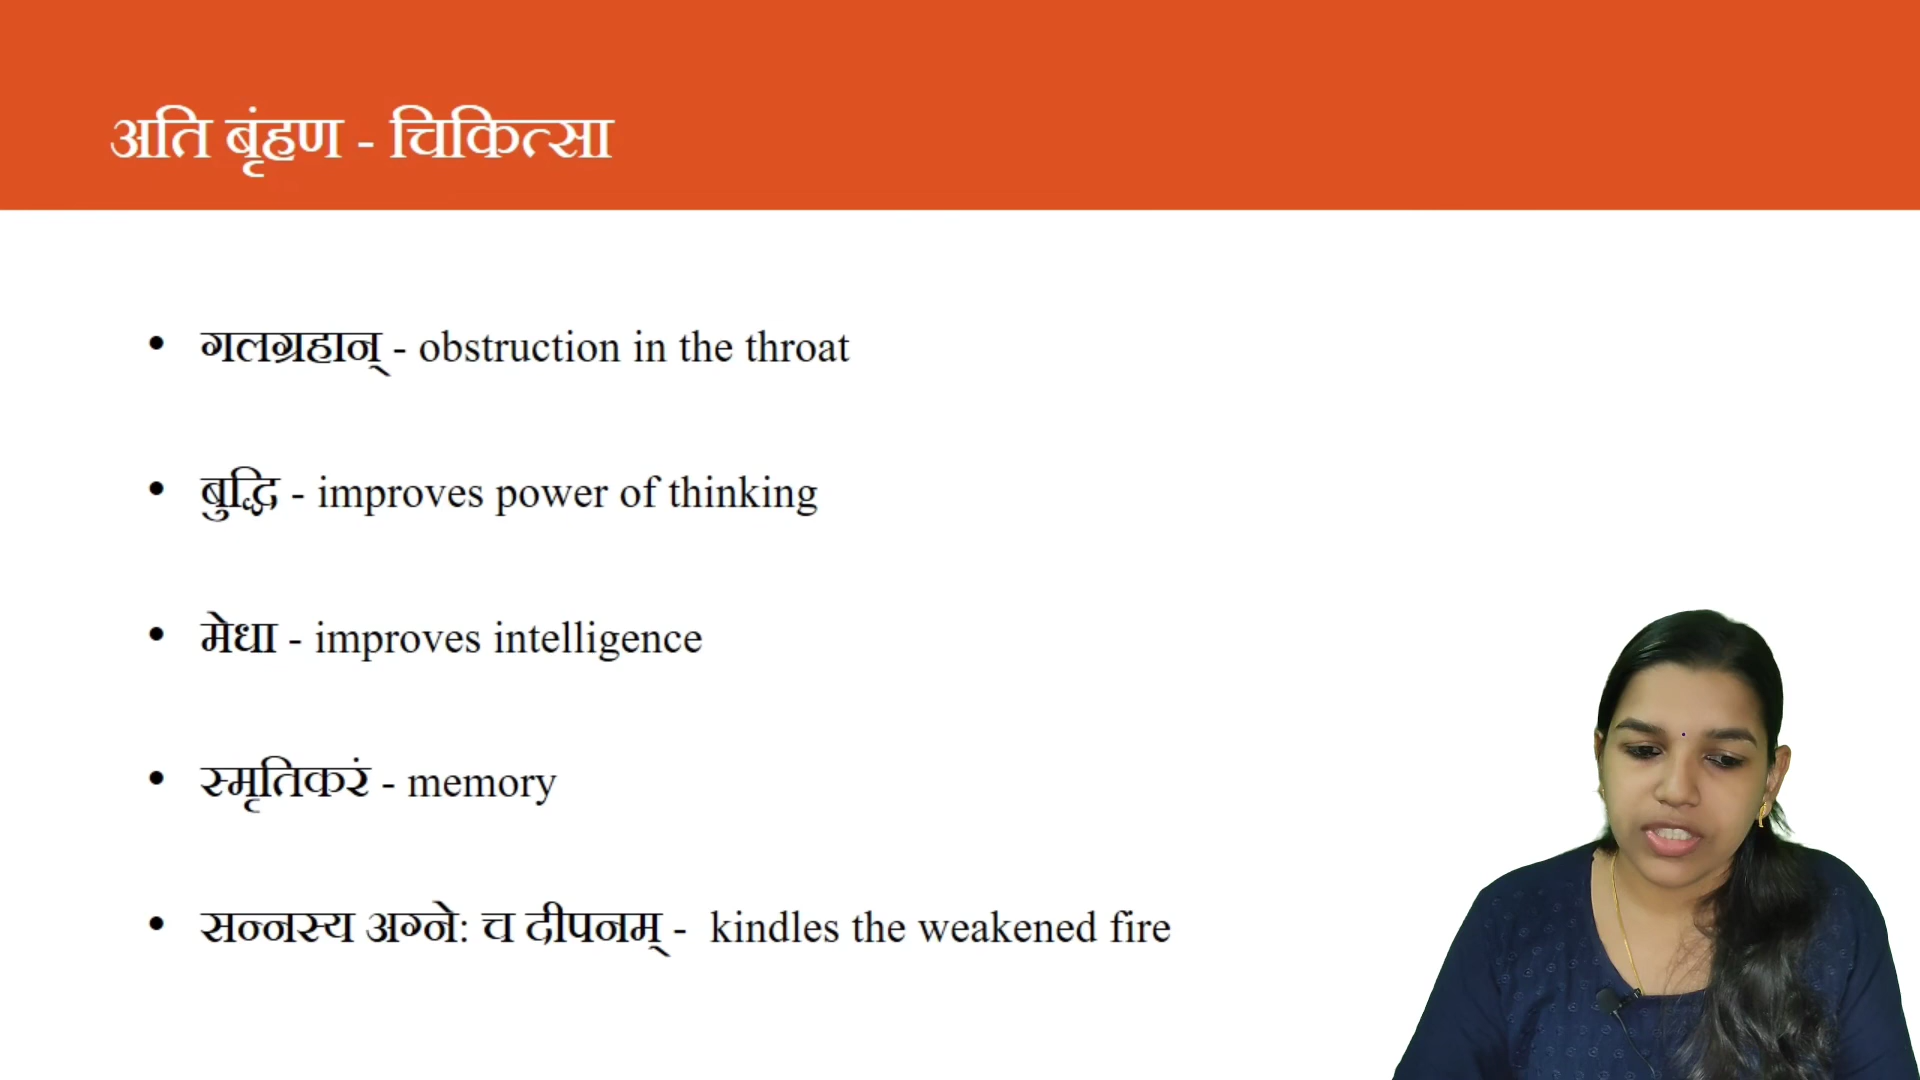 अति बृंहण - चिकित्सा
• गलग्रहान् - obstruction in the throat
• बुद्धि - improves power of thinking
• मेधा - improves intelligence
• स्मृतिकरं - memory
• सन्नस्य अग्ने: च दीपनम् - kindles the weakened fire